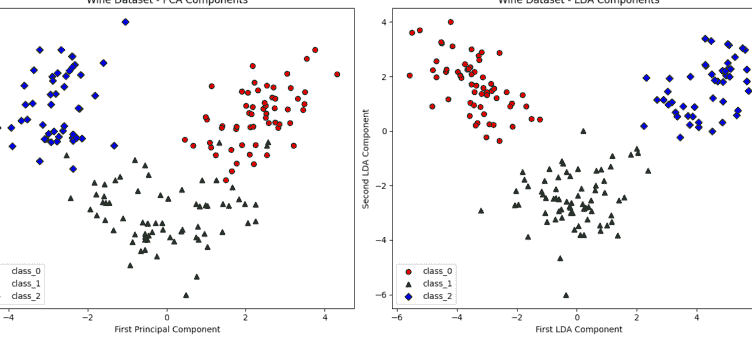 Wine Dataset - PCA Components
class_0
class_1
class_2
−4
−2
0
2
4
First Principal Component
Wine Dataset - LDA Components
Second LDA Component
4
2
0
−2
−4
−6
class_0
class_1
class_2
−6
−4
−2
0
2
4
First LDA Component